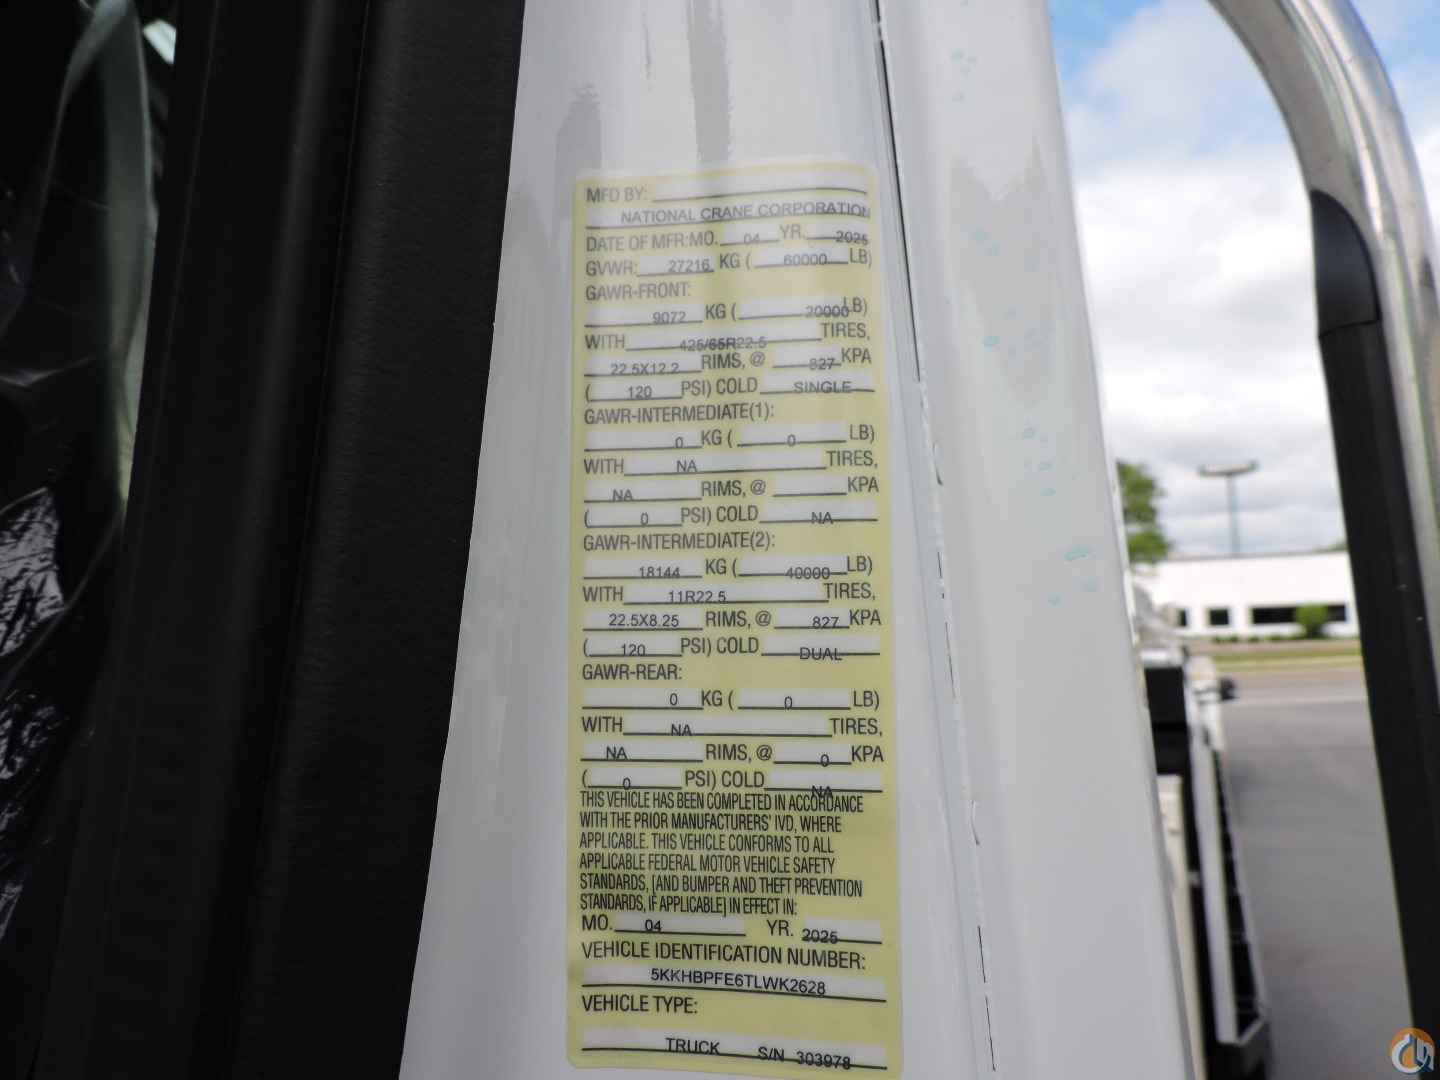 MFD BY:
NATIONAL CRANE CORPORATION
DATE OF MFR:MO. 04 YR. 2025
GVWR: 27216 KG ( 60000 LB)
GAWR-FRONT:
9072 KG ( 20000 LB)
WITH 425/65R22.5 TIRES,
22.5X12.2 RIMS, @ 827 KPA
( 120 PSI) COLD SINGLE
GAWR-INTERMEDIATE(1):
0 KG ( 0 LB)
WITH NA TIRES,
NA RIMS, @ KPA
( 0 PSI) COLD NA
GAWR-INTERMEDIATE(2):
18144 KG ( 40000 LB)
WITH 11R22.5 TIRES,
22.5X8.25 RIMS, @ 827 KPA
( 120 PSI) COLD DUAL
GAWR-REAR:
0 KG ( 0 LB)
WITH NA TIRES,
NA RIMS, @ 0 KPA
( 0 PSI) COLD NA
THIS VEHICLE HAS BEEN COMPLETED IN ACCORDANCE
WITH THE PRIOR MANUFACTURERS' IVD, WHERE
APPLICABLE. THIS VEHICLE CONFORMS TO ALL
APPLICABLE FEDERAL MOTOR VEHICLE SAFETY
STANDARDS, [AND BUMPER AND THEFT PREVENTION
STANDARDS, IF APPLICABLE] IN EFFECT IN:
MO. 04 YR. 2025
VEHICLE IDENTIFICATION NUMBER:
5KKHBPFE6TLWK2628
VEHICLE TYPE:
TRUCK S/N 303978